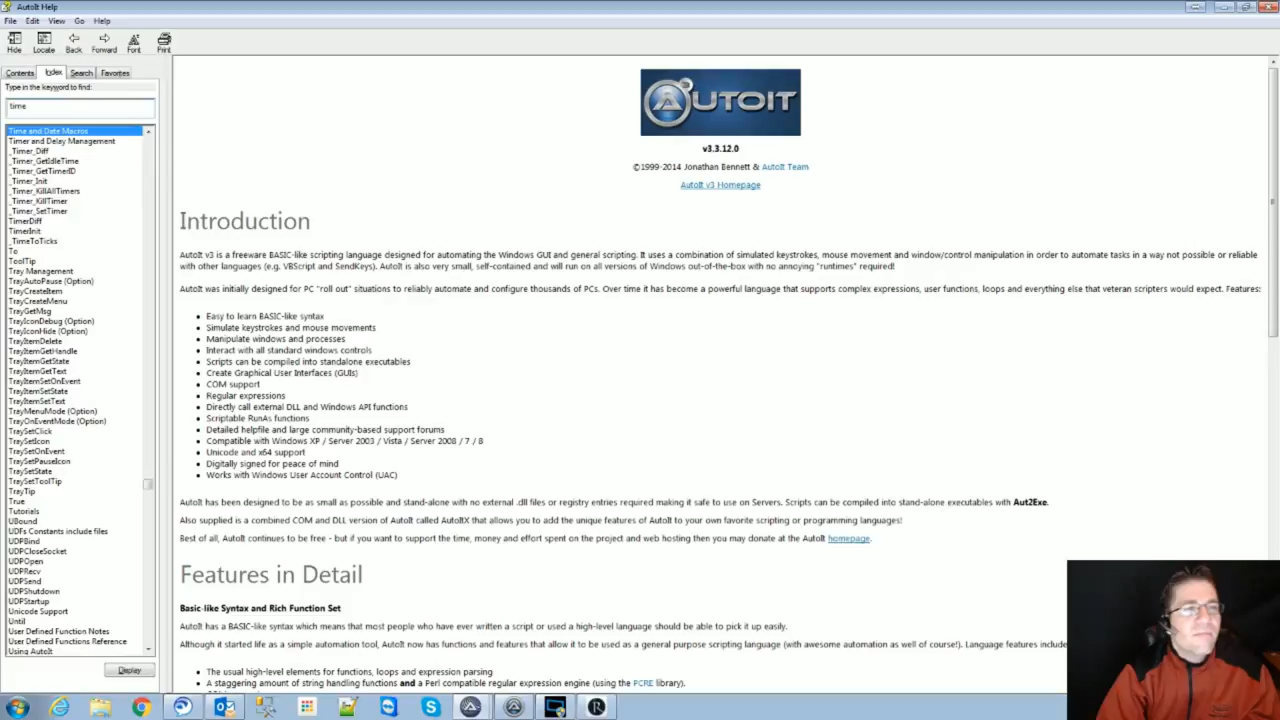 AutoIt Help
File Edit View Go Help
Hide Locate Back Forward Font Print
Contents Index Search Favorites
Type in the keyword to find:
time
Time and Date Macros
Timer and Delay Management
_Timer_Diff
_Timer_GetIdleTime
_Timer_GetTimerID
_Timer_Init
_Timer_KillAllTimers
_Timer_KillTimer
_Timer_SetTimer
TimerDiff
TimerInit
_TimeToTicks
To
ToolTip
Tray Management
TrayAutoPause (Option)
TrayCreateItem
TrayCreateMenu
TrayGetMsg
TrayIconDebug (Option)
TrayIconHide (Option)
TrayItemDelete
TrayItemGetHandle
TrayItemGetState
TrayItemGetText
TrayItemSetOnEvent
TrayItemSetState
TrayItemSetText
TrayMenuMode (Option)
TrayOnEventMode (Option)
TraySetClick
TraySetIcon
TraySetOnEvent
TraySetPauseIcon
TraySetState
TraySetToolTip
TrayTip
True
Tutorials
UBound
UDFs Constants include files
UDPBind
UDPCloseSocket
UDPOpen
UDPRecv
UDPSend
UDPShutdown
UDPStartup
Unicode Support
Until
User Defined Function Notes
User Defined Functions Reference
Using AutoIt
Display
AUTOIT
v3.3.12.0
©1999-2014 Jonathan Bennett & AutoIt Team
AutoIt v3 Homepage
Introduction
AutoIt v3 is a freeware BASIC-like scripting language designed for automating the Windows GUI and general scripting. It uses a combination of simulated keystrokes, mouse movement and window/control manipulation in order to automate tasks in a way not possible or reliable
with other languages (e.g. VBScript and SendKeys). AutoIt is also very small, self-contained and will run on all versions of Windows out-of-the-box with no annoying "runtimes" required!
AutoIt was initially designed for PC "roll out" situations to reliably automate and configure thousands of PCs. Over time it has become a powerful language that supports complex expressions, user functions, loops and everything else that veteran scripters would expect. Features:
• Easy to learn BASIC-like syntax
• Simulate keystrokes and mouse movements
• Manipulate windows and processes
• Interact with all standard windows controls
• Scripts can be compiled into standalone executables
• Create Graphical User Interfaces (GUIs)
• COM support
• Regular expressions
• Directly call external DLL and Windows API functions
• Scriptable RunAs functions
• Detailed helpfile and large community-based support forums
• Compatible with Windows XP / Server 2003 / Vista / Server 2008 / 7 / 8
• Unicode and x64 support
• Digitally signed for peace of mind
• Works with Windows User Account Control (UAC)
AutoIt has been designed to be as small as possible and stand-alone with no external .dll files or registry entries required making it safe to use on Servers. Scripts can be compiled into stand-alone executables with Aut2Exe.
Also supplied is a combined COM and DLL version of AutoIt called AutoItX that allows you to add the unique features of AutoIt to your own favorite scripting or programming languages!
Best of all, AutoIt continues to be free - but if you want to support the time, money and effort spent on the project and web hosting then you may donate at the AutoIt homepage.
Features in Detail
Basic-like Syntax and Rich Function Set
AutoIt has a BASIC-like syntax which means that most people who have ever written a script or used a high-level language should be able to pick it up easily.
Although it started life as a simple automation tool, AutoIt now has functions and features that allow it to be used as a general purpose scripting language (with awesome automation as well of course!). Language features include
• The usual high-level elements for functions, loops and expression parsing
• A staggering amount of string handling functions and a Perl compatible regular expression engine (using the PCRE library).